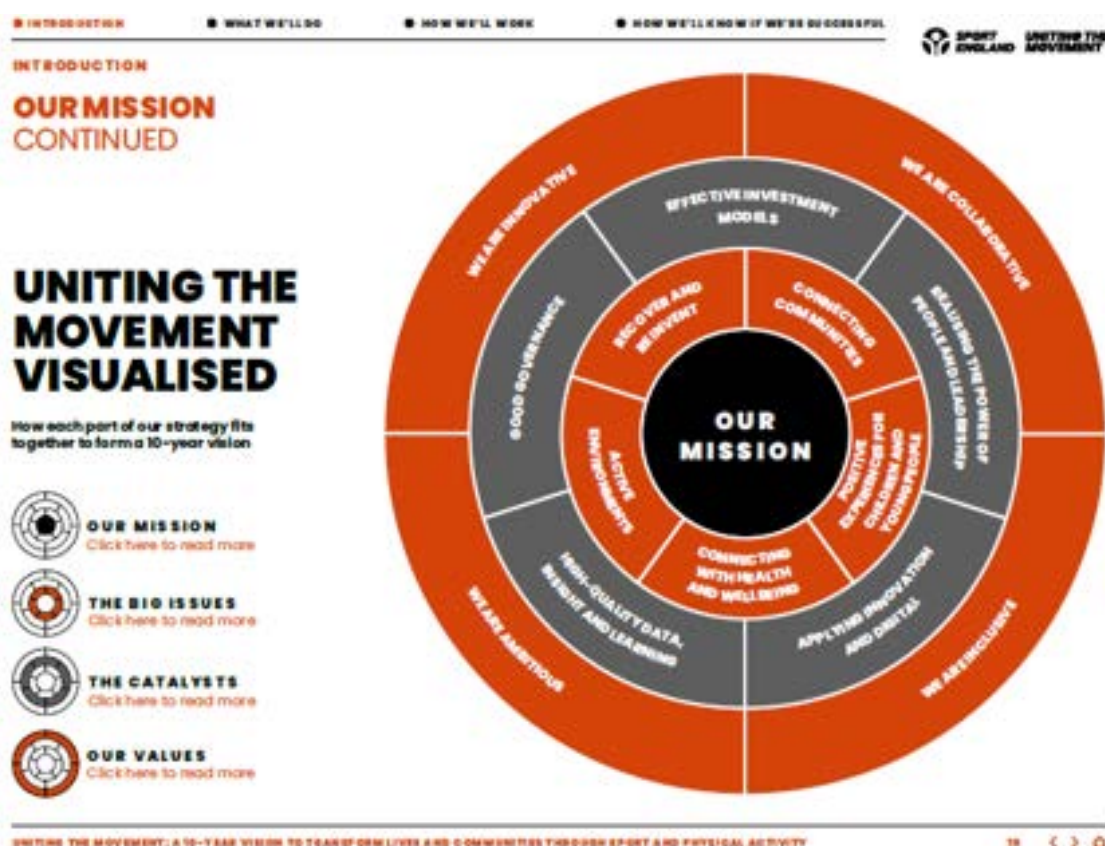 INTRODUCTION
WHAT WE'LL DO
HOW WE'LL WORK
HOW WE'LL KNOW IF WE'RE SUCCESSFUL
SPORT ENGLAND
UNITING THE MOVEMENT
INTRODUCTION
OUR MISSION
CONTINUED
UNITING THE
MOVEMENT
VISUALISED
How each part of our strategy fits
together to form a 10-year vision
OUR MISSION
Click here to read more
THE BIG ISSUES
Click here to read more
THE CATALYSTS
Click here to read more
OUR VALUES
Click here to read more
WE ARE INNOVATIVE
WE ARE COLLABORATIVE
WE ARE INCLUSIVE
WE ARE AMBITIOUS
EFFECTIVE INVESTMENT
MODELS
REALISING THE POWER OF
PEOPLE AND LEADERSHIP
APPLYING INNOVATION
AND DIGITAL
HIGH-QUALITY DATA,
INSIGHT AND LEARNING
GOOD GOVERNANCE
RECOVER AND
REINVENT
CONNECTING
COMMUNITIES
POSITIVE
EXPERIENCES FOR
CHILDREN AND
YOUNG PEOPLE
CONNECTING
WITH HEALTH
AND WELLBEING
ACTIVE
ENVIRONMENTS
OUR
MISSION
UNITING THE MOVEMENT: A 10-YEAR VISION TO TRANSFORM LIVES AND COMMUNITIES THROUGH SPORT AND PHYSICAL ACTIVITY